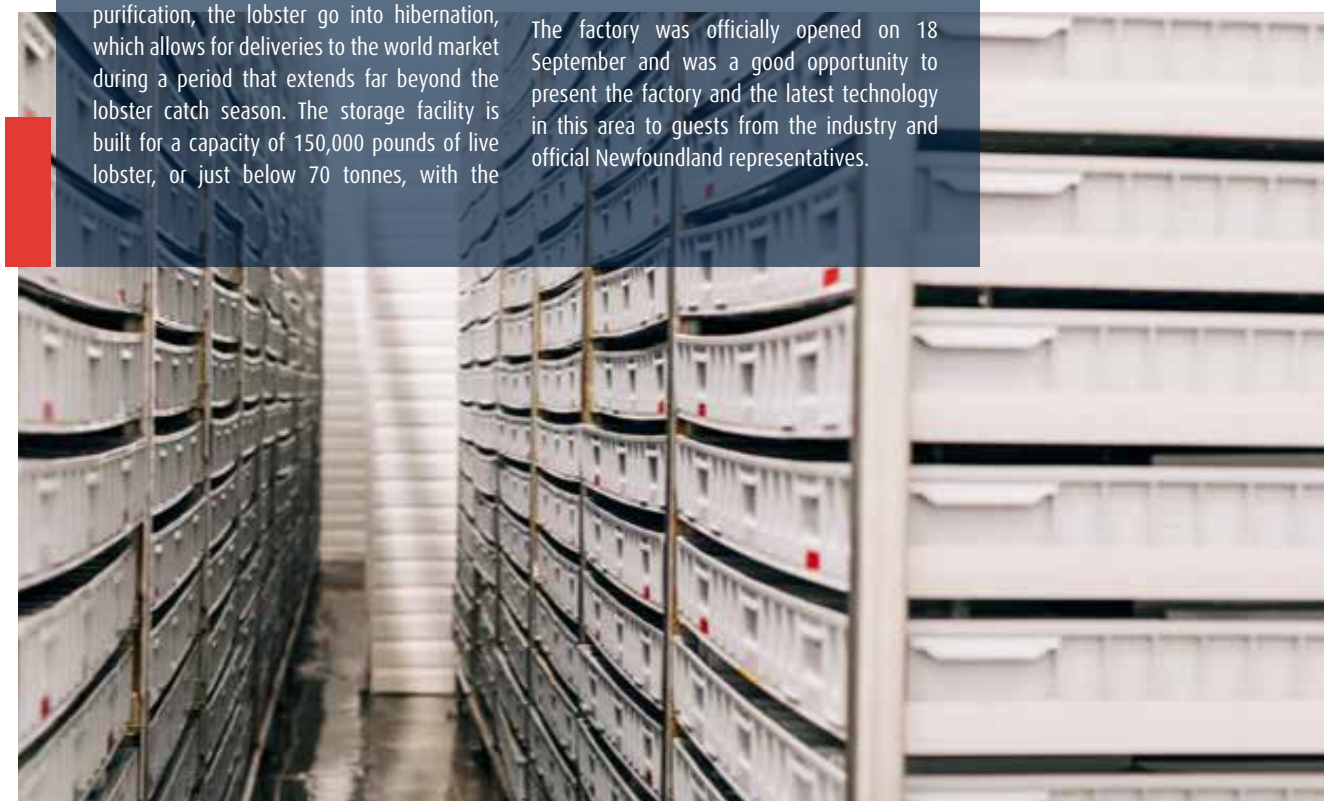 purification, the lobster go into hibernation,
which allows for deliveries to the world market
during a period that extends far beyond the
lobster catch season. The storage facility is
built for a capacity of 150,000 pounds of live
lobster, or just below 70 tonnes, with the
The factory was officially opened on 18
September and was a good opportunity to
present the factory and the latest technology
in this area to guests from the industry and
official Newfoundland representatives.